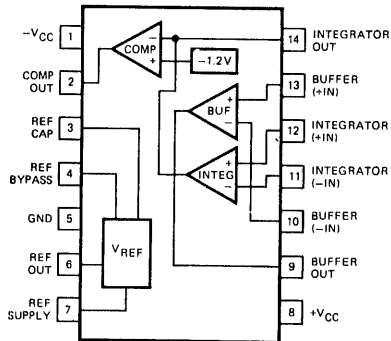 -VCC
1
COMP
OUT
2
REF
CAP
3
REF
BYPASS
4
GND
5
REF
OUT
6
REF
SUPPLY
7
COMP
−
+
−1.2V
BUF
+
−
INTEG
+
−
VREF
14
INTEGRATOR
OUT
13
BUFFER
(+IN)
12
INTEGRATOR
(+IN)
11
INTEGRATOR
(−IN)
10
BUFFER
(−IN)
9
BUFFER
OUT
8
+VCC